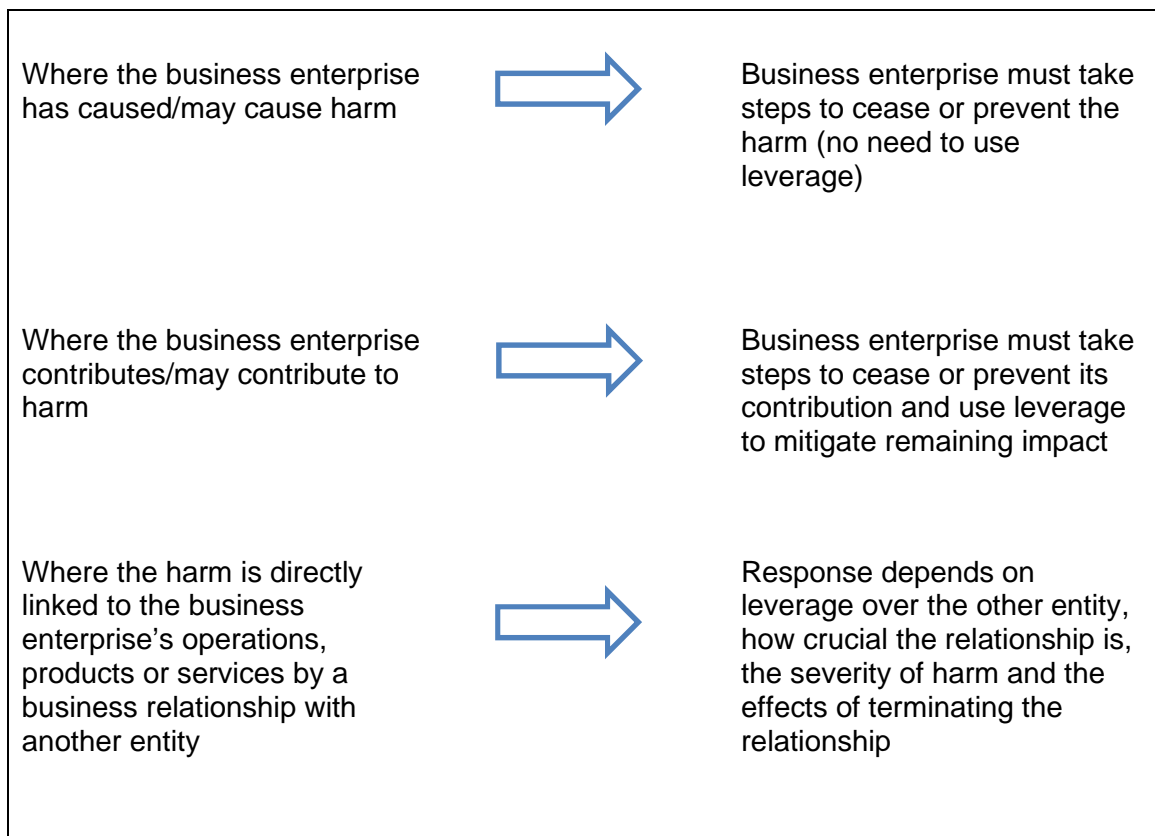 Where the business enterprise
has caused/may cause harm
Business enterprise must take
steps to cease or prevent the
harm (no need to use
leverage)
Where the business enterprise
contributes/may contribute to
harm
Business enterprise must take
steps to cease or prevent its
contribution and use leverage
to mitigate remaining impact
Where the harm is directly
linked to the business
enterprise’s operations,
products or services by a
business relationship with
another entity
Response depends on
leverage over the other entity,
how crucial the relationship is,
the severity of harm and the
effects of terminating the
relationship